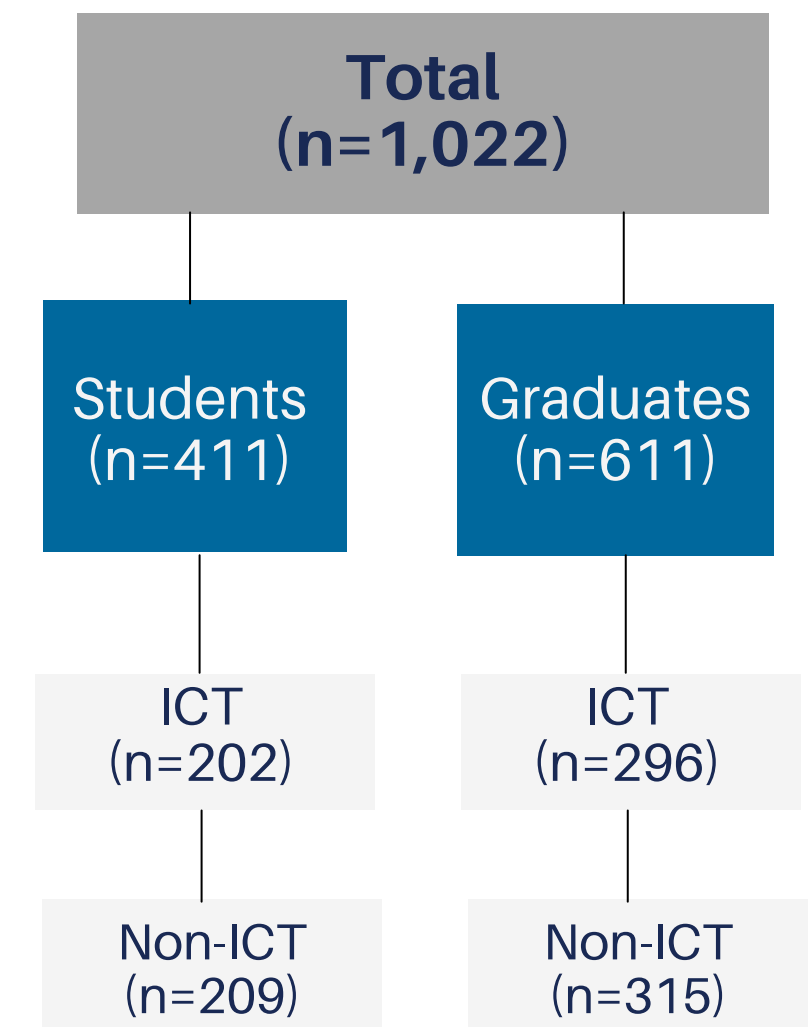 Total
(n=1,022)
Students
(n=411)
Graduates
(n=611)
ICT
(n=202)
ICT
(n=296)
Non-ICT
(n=209)
Non-ICT
(n=315)